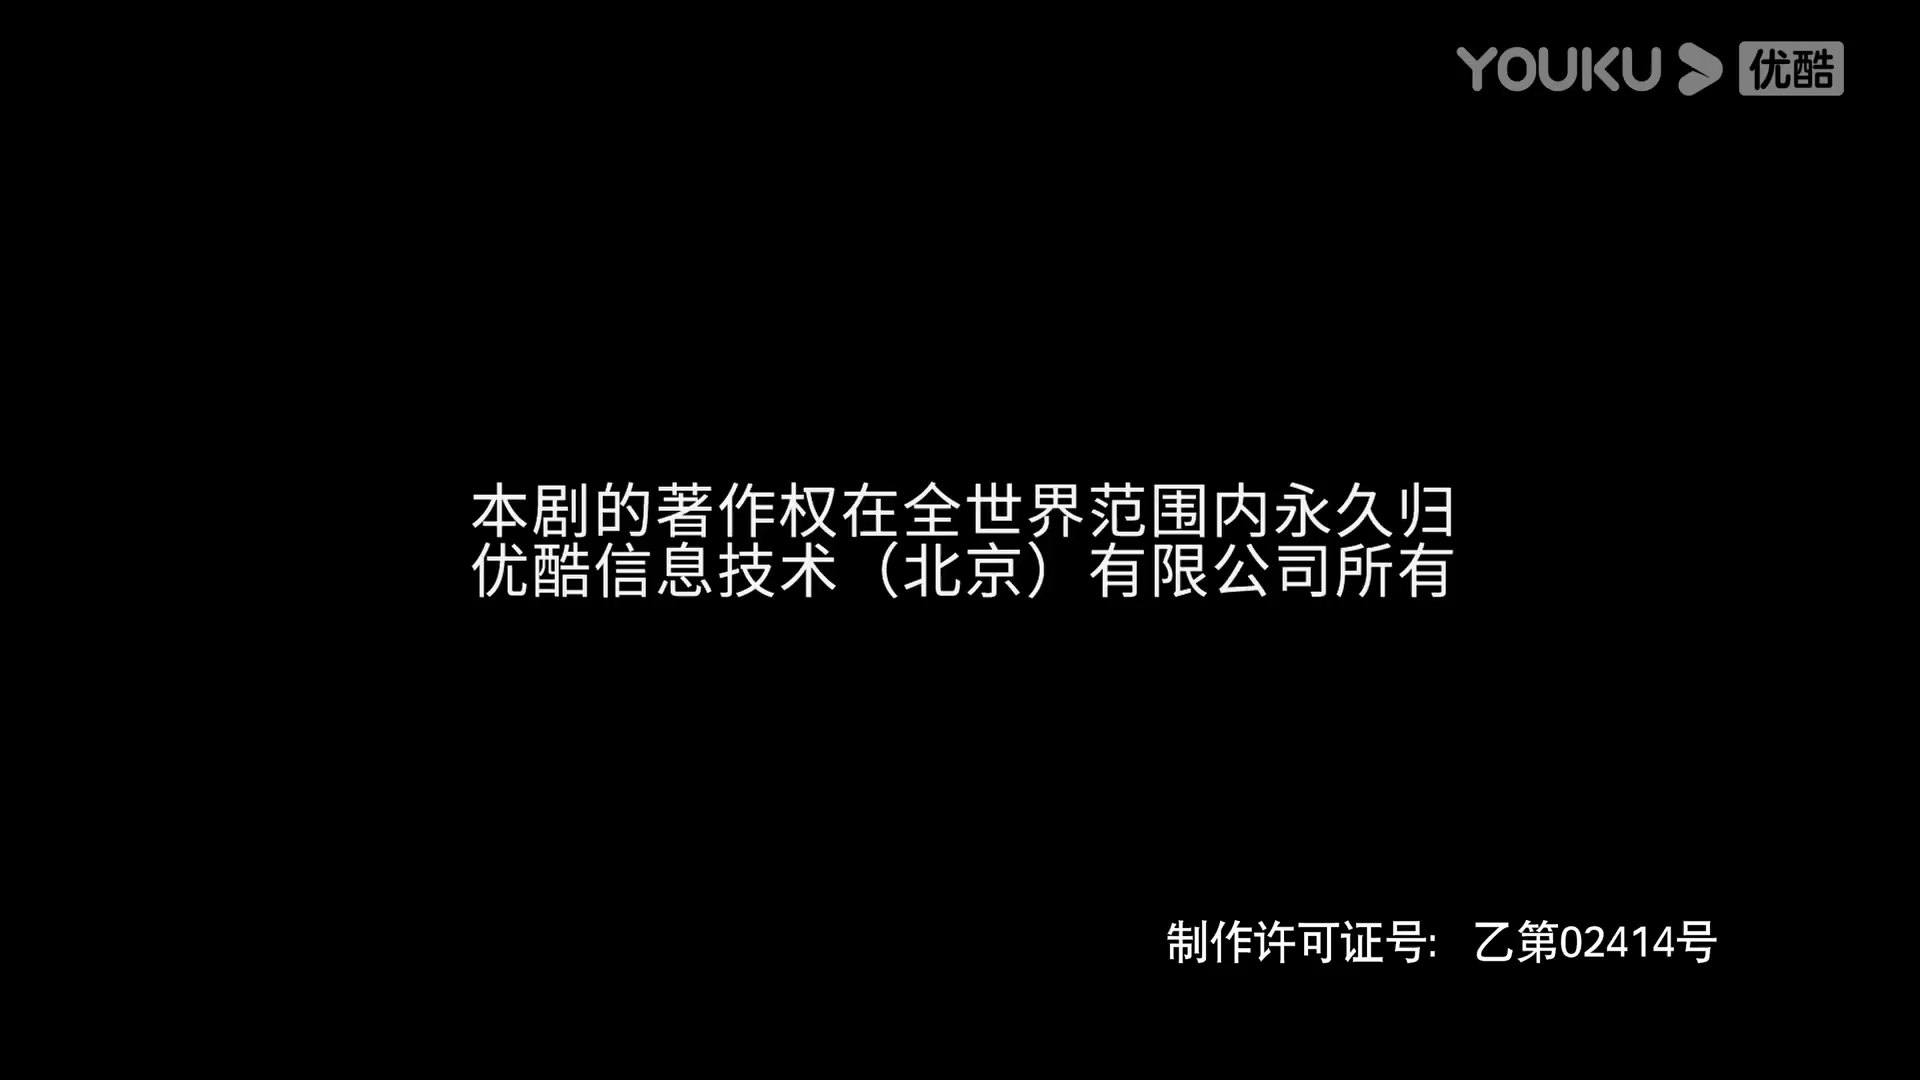 YOUKU 优酷
本剧的著作权在全世界范围内永久归
优酷信息技术（北京）有限公司所有
制作许可证号: 乙第02414号